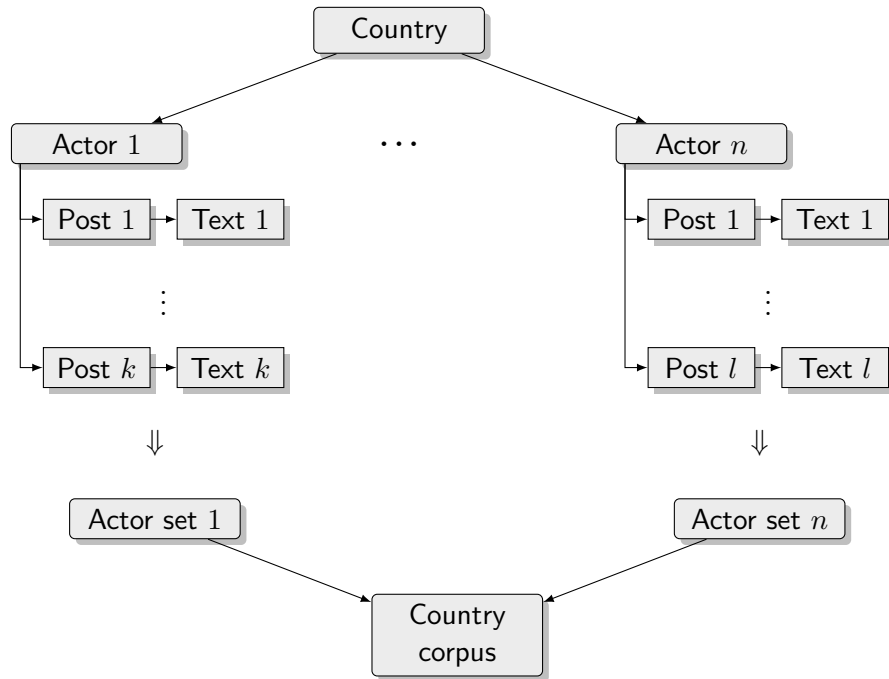 Country
Actor 1
...
Actor n
Post 1
Text 1
Post 1
Text 1
⋮
⋮
Post k
Text k
Post l
Text l
⇓
⇓
Actor set 1
Actor set n
Country
corpus